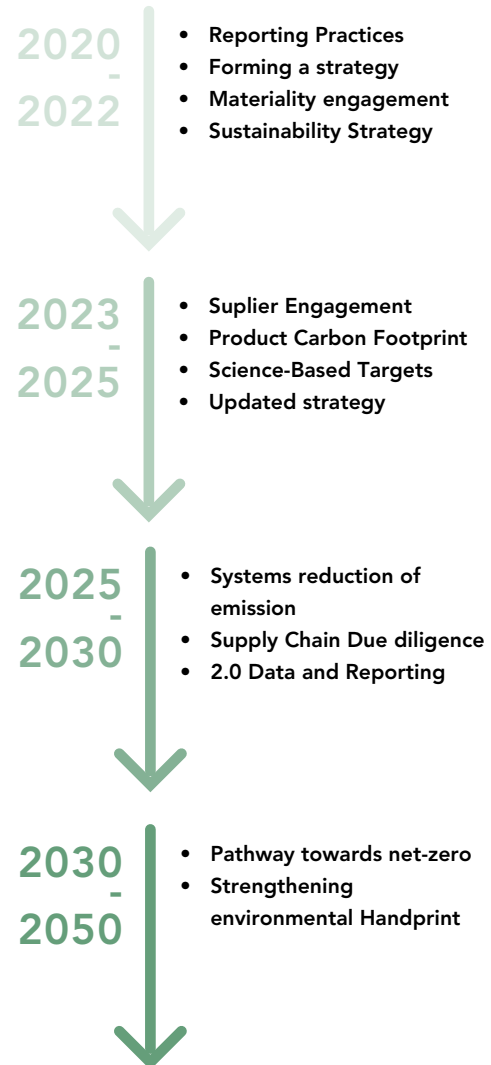 2020
-
2022
• Reporting Practices
• Forming a strategy
• Materiality engagement
• Sustainability Strategy
2023
-
2025
• Suplier Engagement
• Product Carbon Footprint
• Science-Based Targets
• Updated strategy
2025
-
2030
• Systems reduction of
emission
• Supply Chain Due diligence
• 2.0 Data and Reporting
2030
-
2050
• Pathway towards net-zero
• Strengthening
environmental Handprint